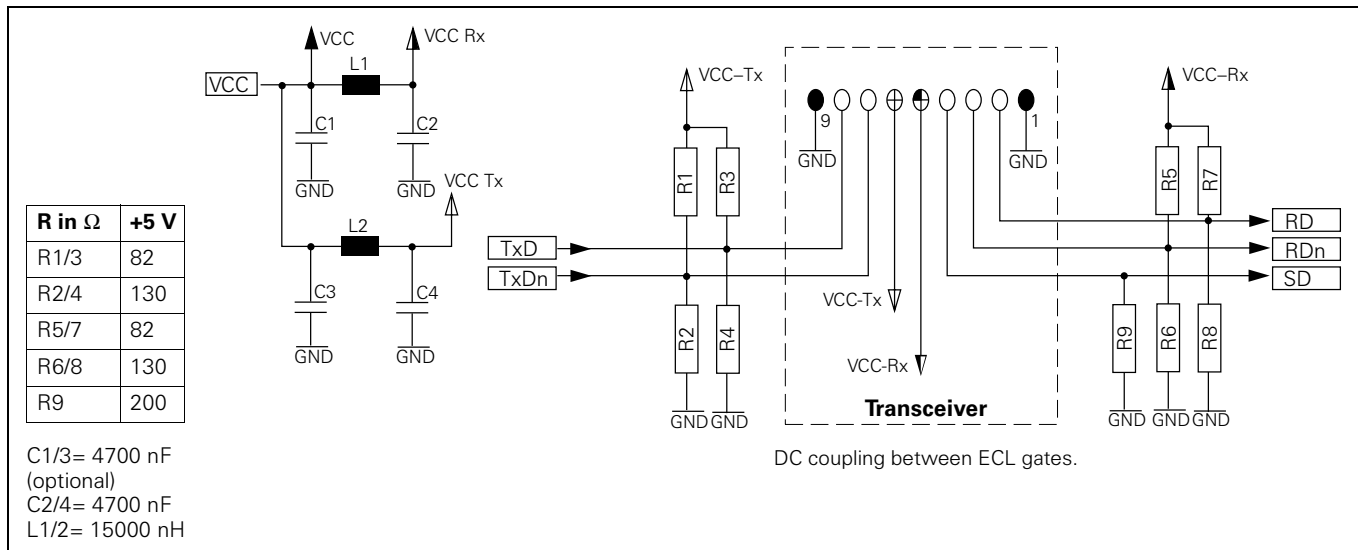 VCC
VCC
L1
VCC Rx
C1
C2
GND
GND
VCC Tx
L2
C3
C4
GND
GND
R in Ω +5 V
R1/3 82
R2/4 130
R5/7 82
R6/8 130
R9 200
C1/3= 4700 nF
(optional)
C2/4= 4700 nF
L1/2= 15000 nH
VCC–Tx
R1
R3
TxD
TxDn
R2
R4
GND GND
9
1
GND
GND
VCC-Tx
VCC-Rx
Transceiver
DC coupling between ECL gates.
VCC–Rx
R5
R7
RD
RDn
SD
R9
R6
R8
GND GND GND